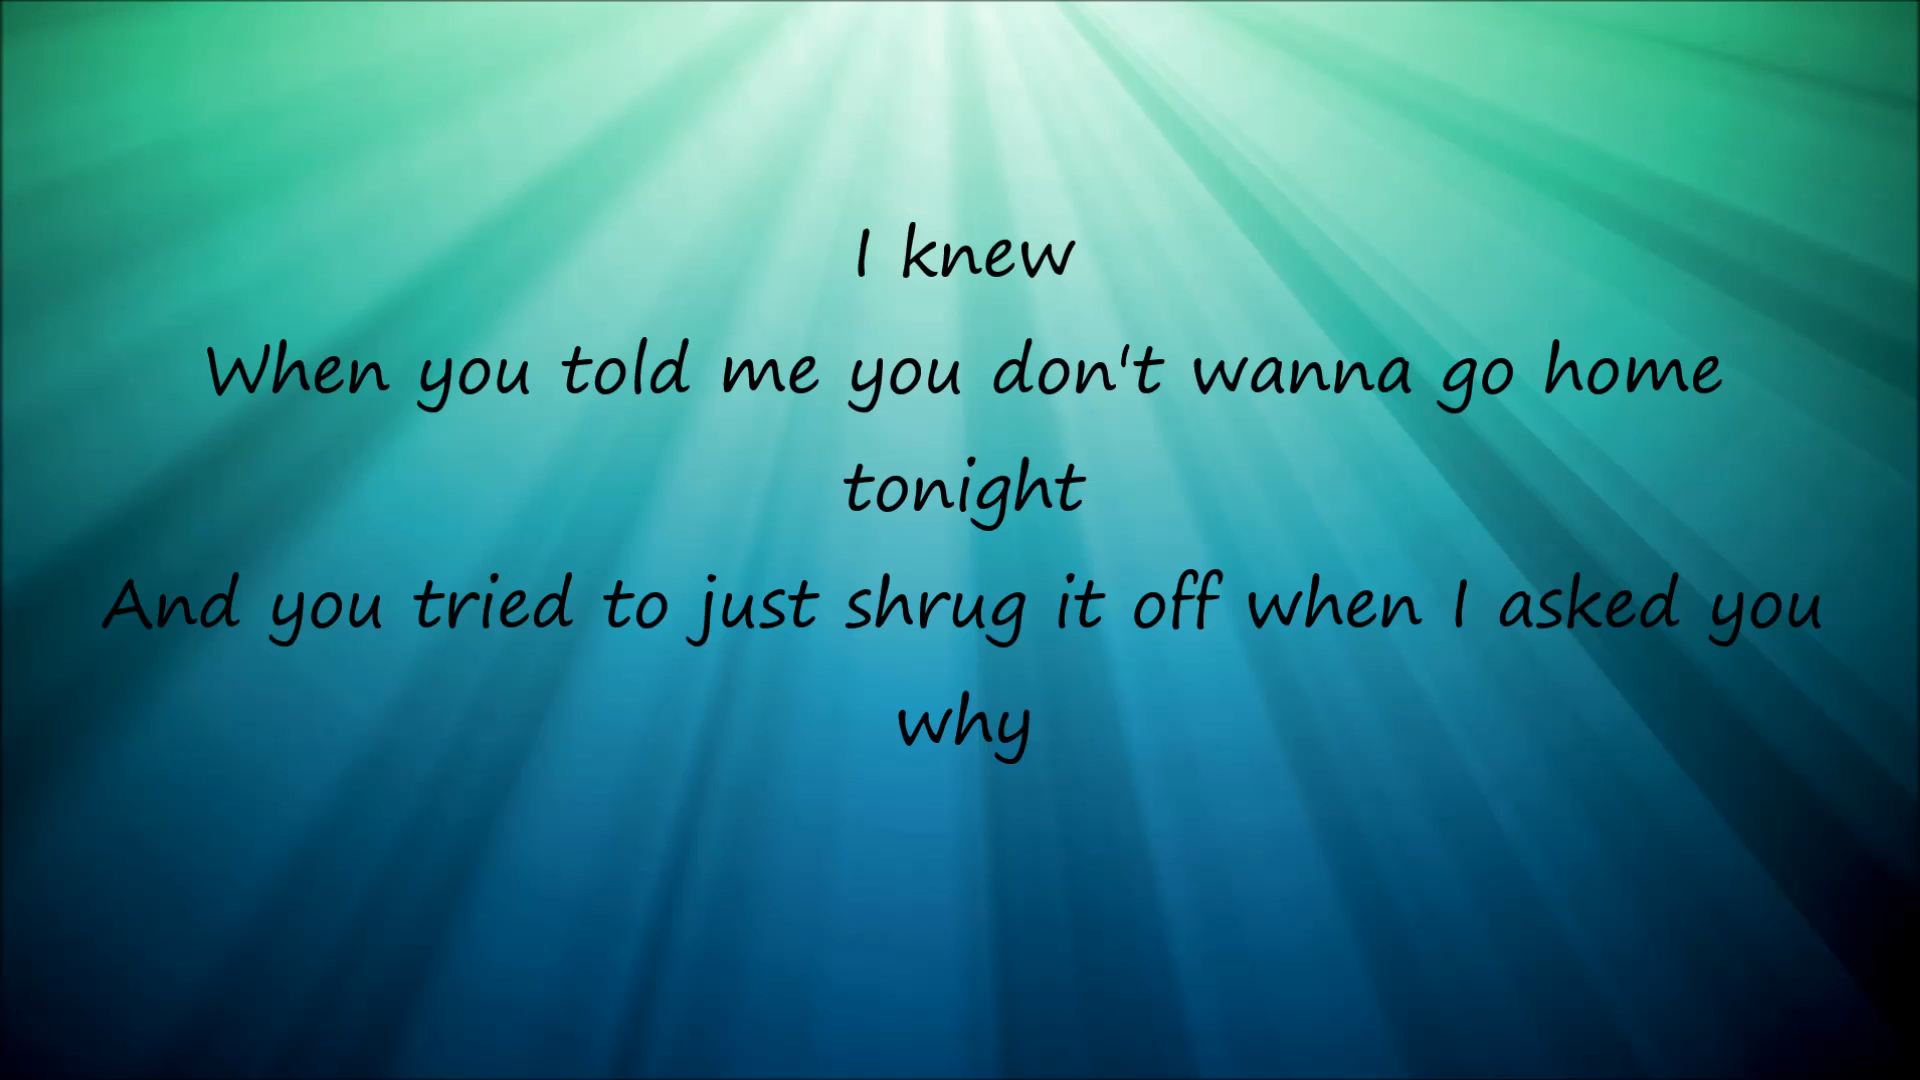 I knew
When you told me you don't wanna go home
tonight
And you tried to just shrug it off when I asked you
why